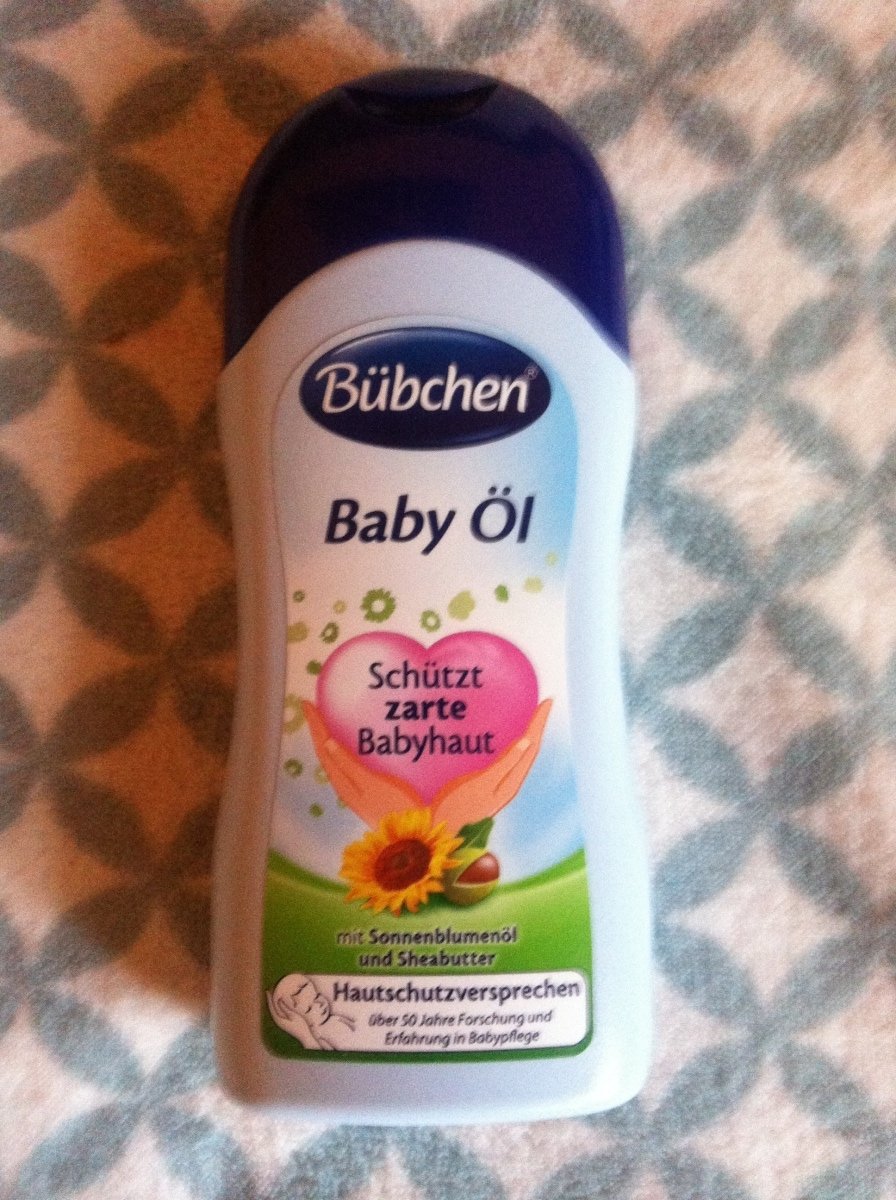 Bübchen®
Baby Öl
Schützt
zarte
Babyhaut
mit Sonnenblumenöl
und Sheabutter
Hautschutzversprechen
über 50 Jahre Forschung und
Erfahrung in Babypflege